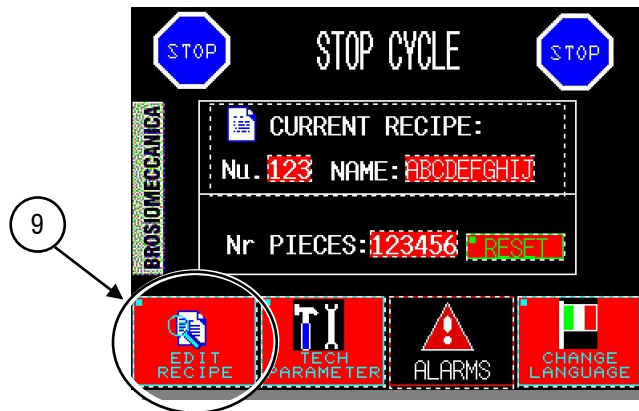 STOP
STOP CYCLE
STOP
BROSIOMECCANICA
CURRENT RECIPE:
Nu. 123 NAME: ABCDEFGHIJ
Nr PIECES: 123456 RESET
9
EDIT
RECIPE
TECH
PARAMETER
ALARMS
CHANGE
LANGUAGE